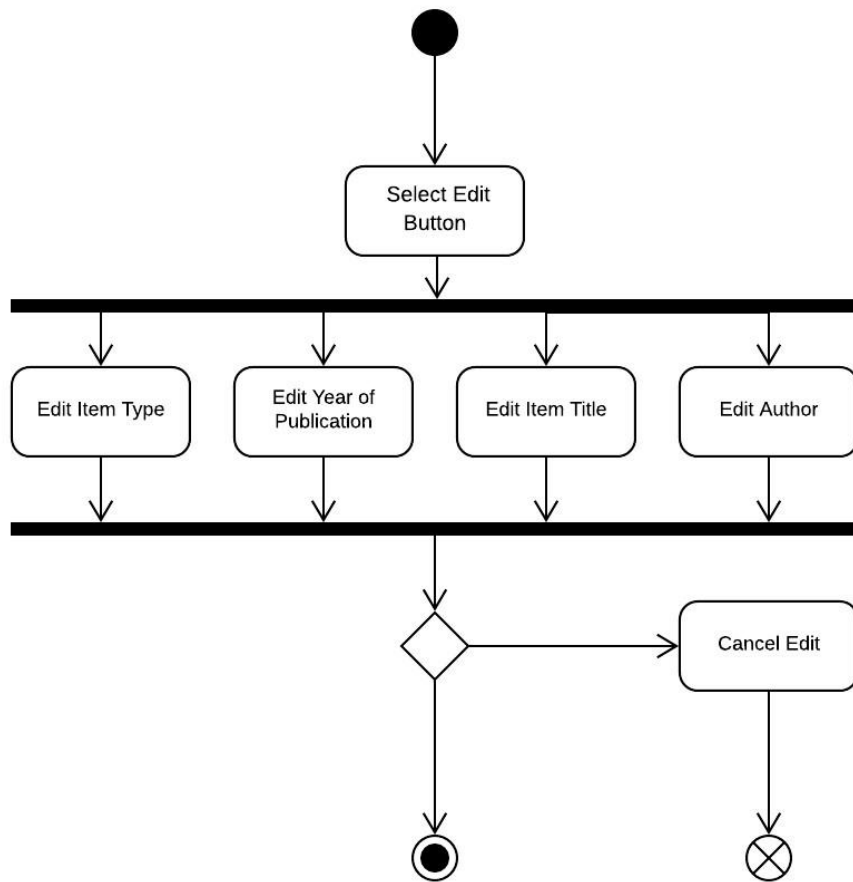 Select Edit
Button
Edit Item Type
Edit Year of
Publication
Edit Item Title
Edit Author
Cancel Edit